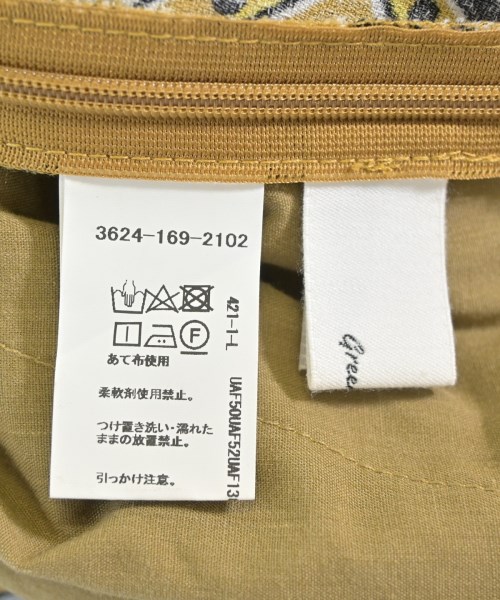 3624-169-2102
F
あて布使用
柔軟剤使用禁止。
つけ置き洗い・濡れた
ままの放置禁止。
引っかけ注意。
421-1-L
UAF50UAF52UAF13